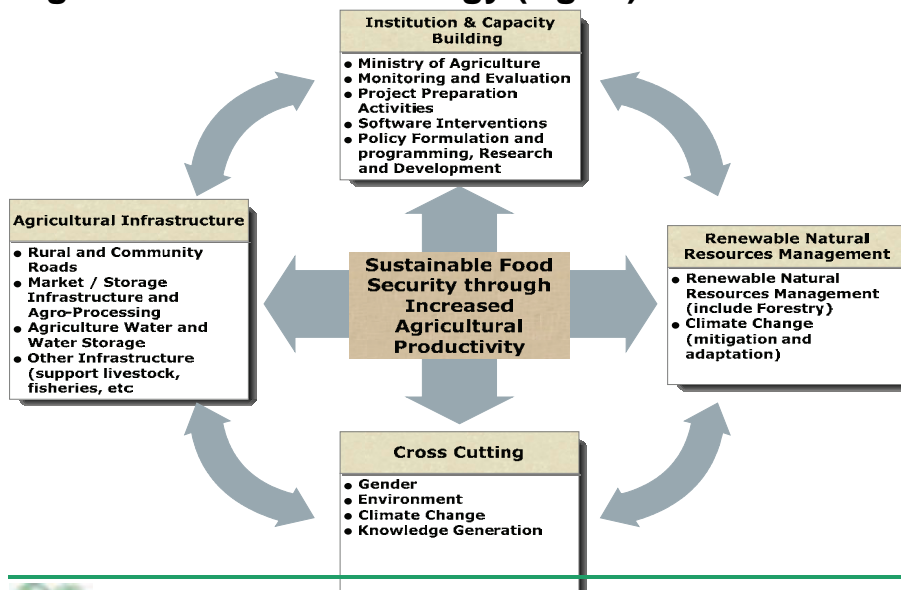 Institution & Capacity
Building
● Ministry of Agriculture
● Monitoring and Evaluation
● Project Preparation
Activities
● Software Interventions
● Policy Formulation and
programming, Research
and Development
Agricultural Infrastructure
● Rural and Community
Roads
● Market / Storage
Infrastructure and
Agro-Processing
● Agriculture Water and
Water Storage
● Other Infrastructure
(support livestock,
fisheries, etc
Sustainable Food
Security through
Increased
Agricultural
Productivity
Renewable Natural
Resources Management
● Renewable Natural
Resources Management
(include Forestry}
● Climate Change
(mitigation and
adaptation)
Cross Cutting
● Gender
● Environment
● Climate Change
● Knowledge Generation